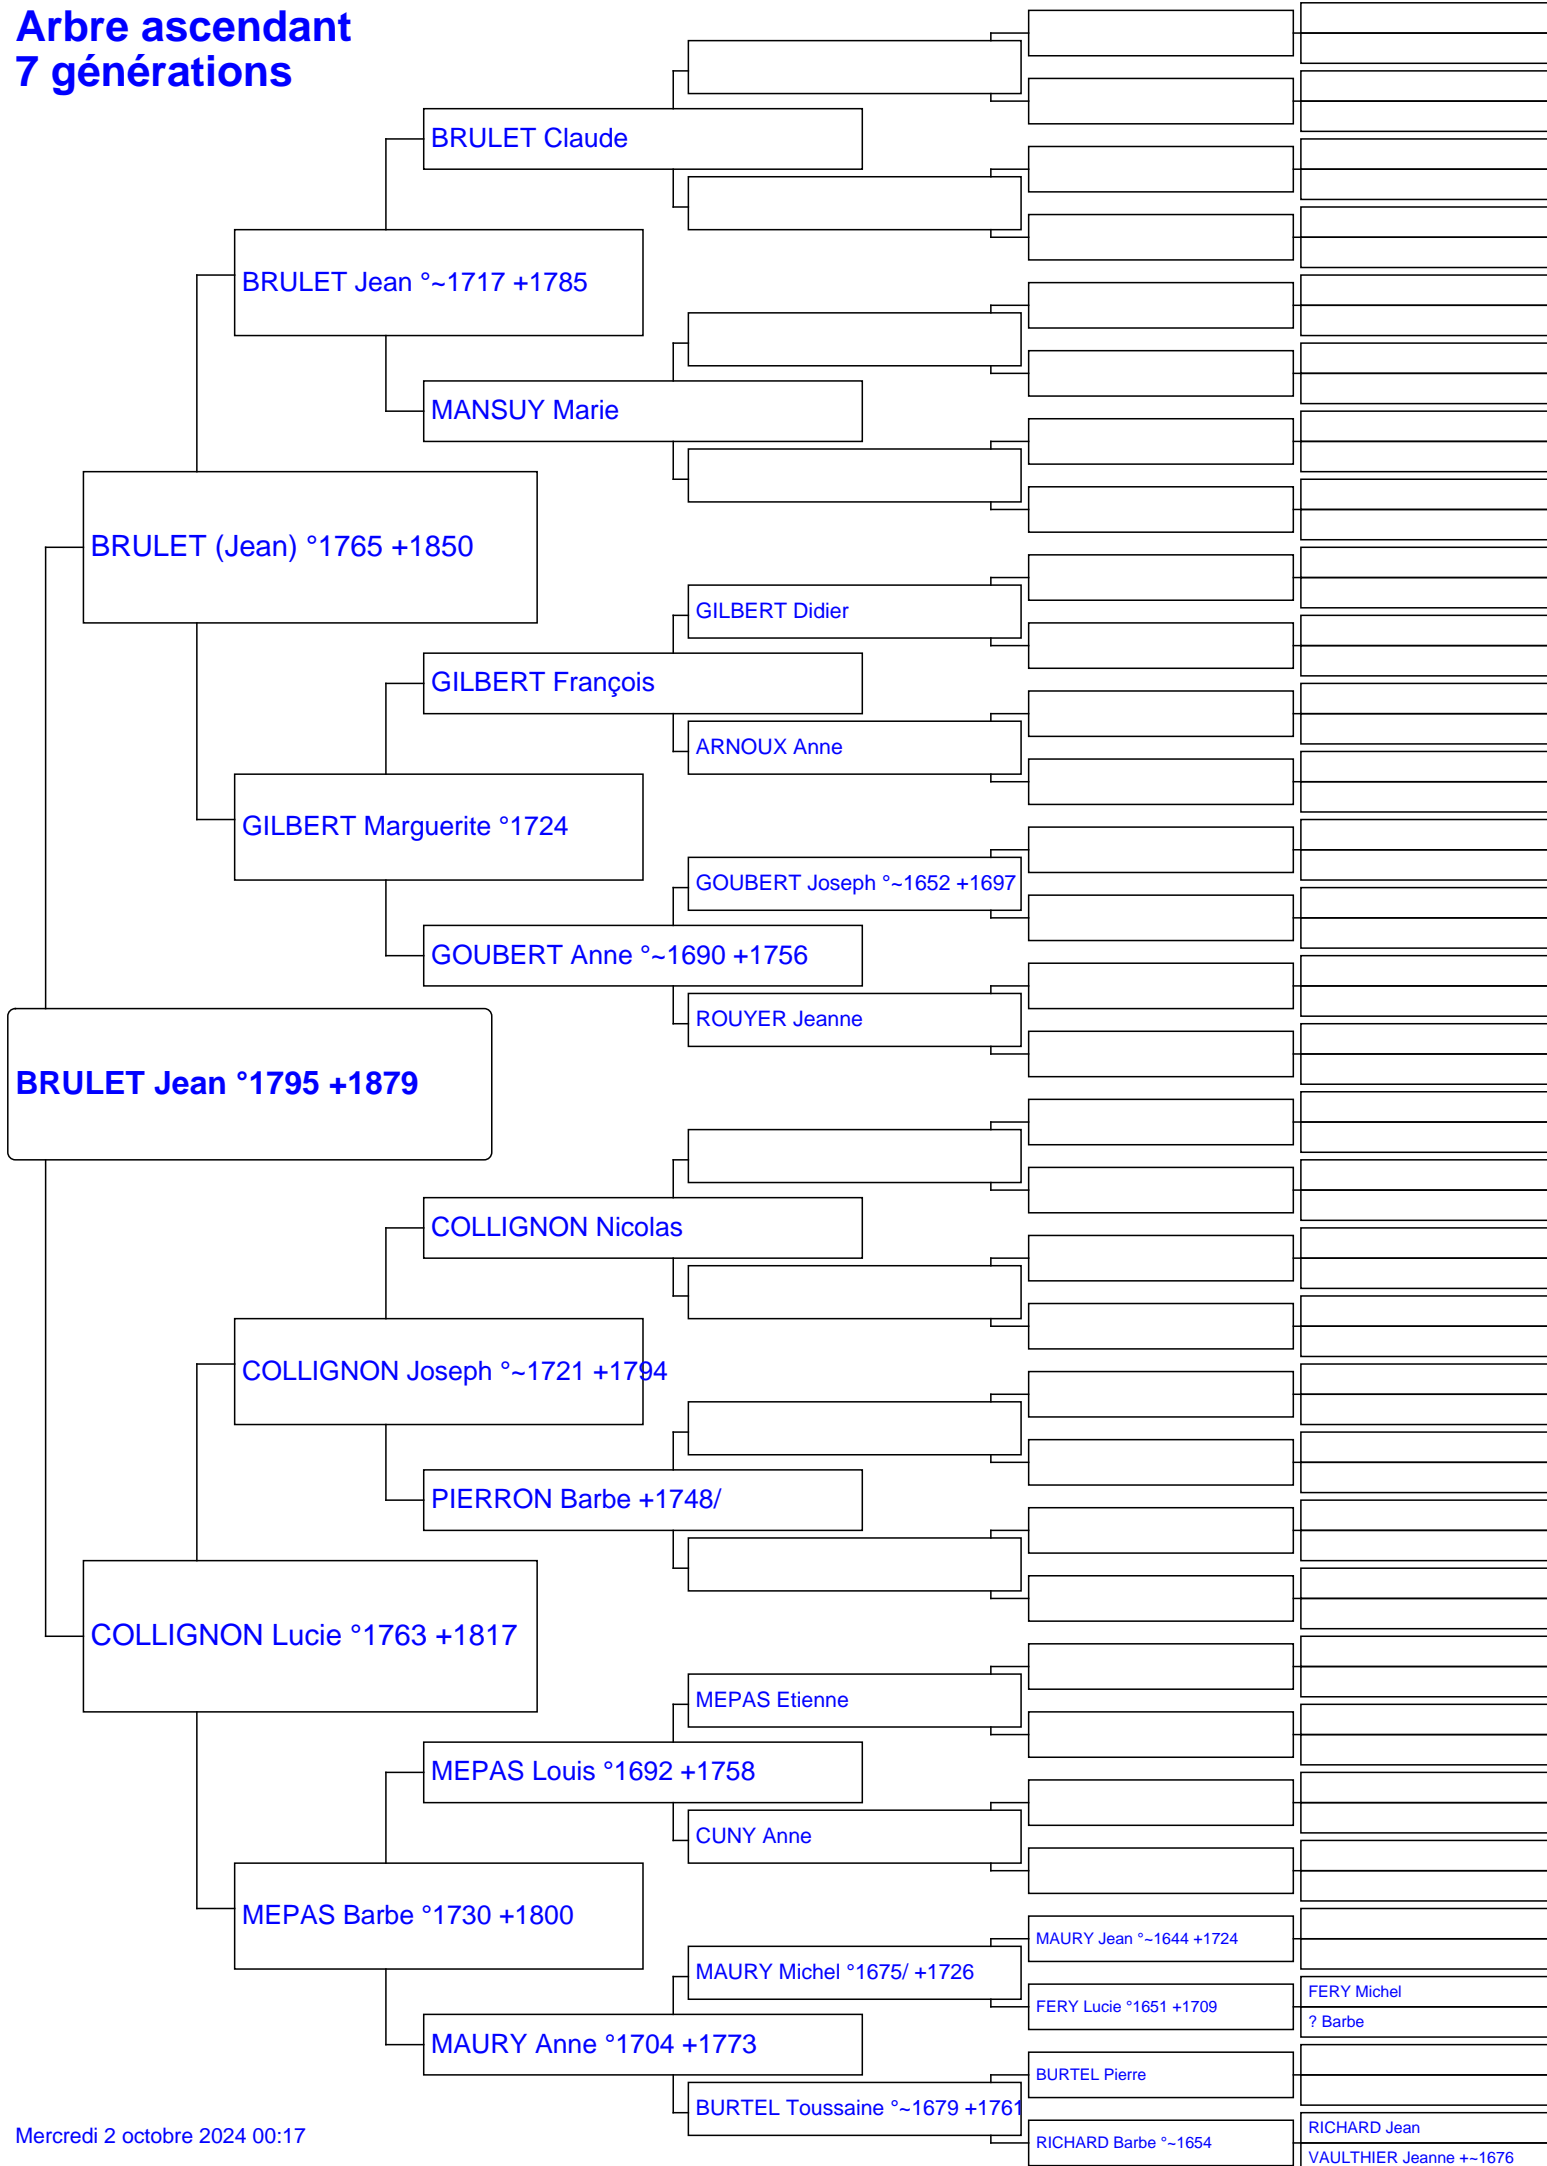 Arbre ascendant
7 générations
BRULET Claude
BRULET Jean °~1717 +1785
MANSUY Marie
BRULET (Jean) °1765 +1850
GILBERT Didier
GILBERT François
ARNOUX Anne
GILBERT Marguerite °1724
GOUBERT Joseph °~1652 +1697
GOUBERT Anne °~1690 +1756
ROUYER Jeanne
BRULET Jean °1795 +1879
COLLIGNON Nicolas
COLLIGNON Joseph °~1721 +1794
PIERRON Barbe +1748/
COLLIGNON Lucie °1763 +1817
MEPAS Etienne
MEPAS Louis °1692 +1758
CUNY Anne
MEPAS Barbe °1730 +1800
MAURY Jean °~1644 +1724
MAURY Michel °1675/ +1726
FERY Michel
FERY Lucie °1651 +1709
? Barbe
MAURY Anne °1704 +1773
BURTEL Pierre
BURTEL Toussaine °~1679 +1761
RICHARD Jean
RICHARD Barbe °~1654
VAULTHIER Jeanne +~1676
Mercredi 2 octobre 2024 00:17